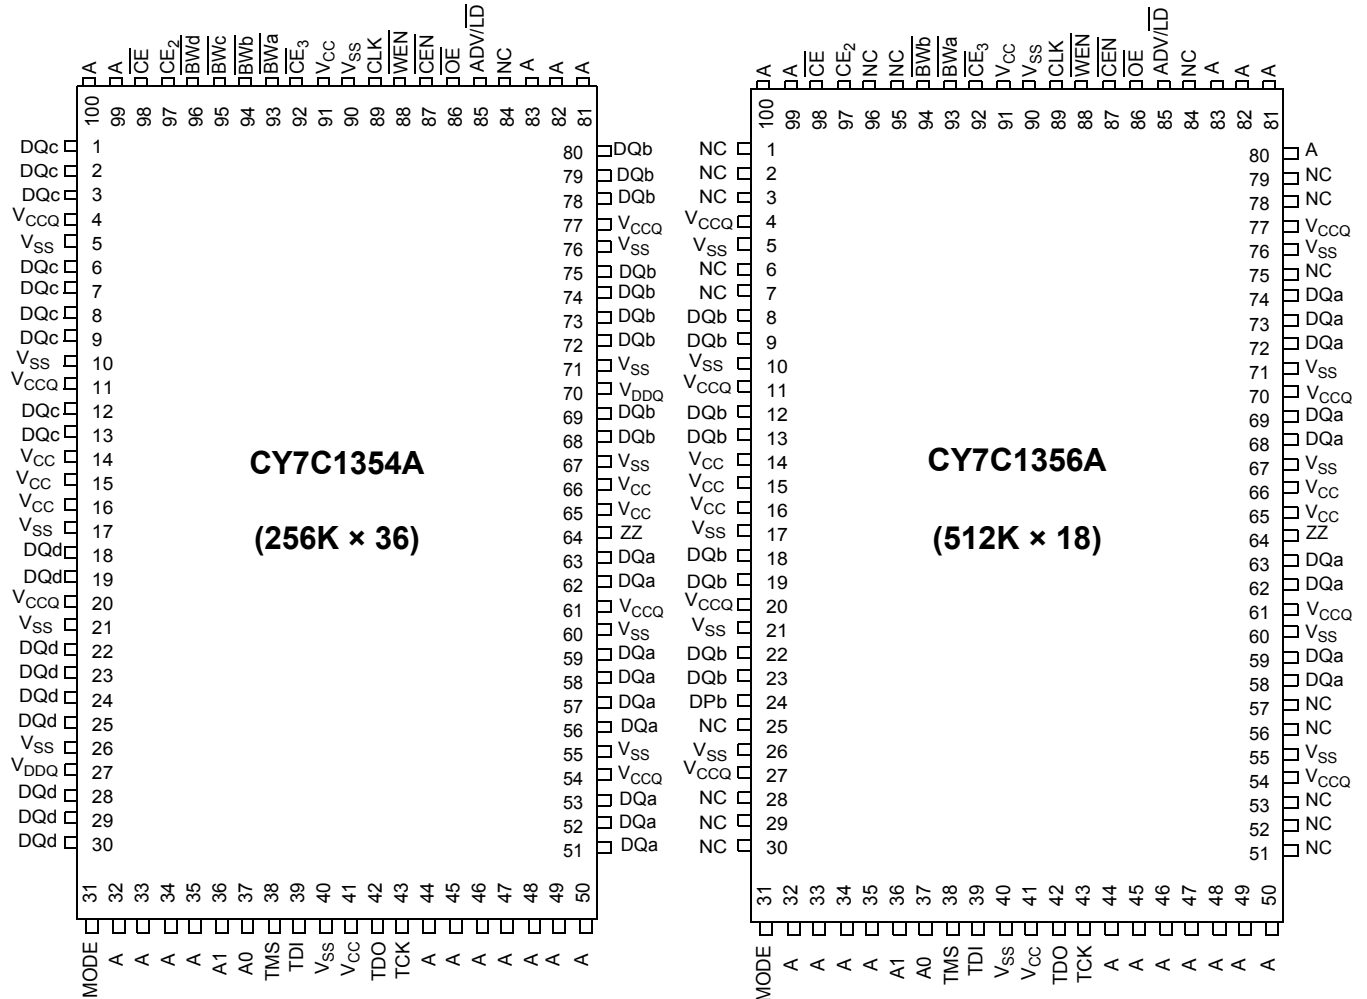 A A CE CE2 BWd BWc BWb BWa CE3 VCC VSS CLK WEN CEN OE ADV/LD NC A A A
100 99 98 97 96 95 94 93 92 91 90 89 88 87 86 85 84 83 82 81
DQc 1
DQc 2
DQc 3
VCCQ 4
VSS 5
DQc 6
DQc 7
DQc 8
DQc 9
VSS 10
VCCQ 11
DQc 12
DQc 13
VCC 14
VCC 15
VCC 16
VSS 17
DQd 18
DQd 19
VCCQ 20
VSS 21
DQd 22
DQd 23
DQd 24
DQd 25
VSS 26
VDDQ 27
DQd 28
DQd 29
DQd 30
CY7C1354A
(256K × 36)
80 DQb
79 DQb
78 DQb
77 VCCQ
76 VSS
75 DQb
74 DQb
73 DQb
72 DQb
71 VSS
70 VDDQ
69 DQb
68 DQb
67 VSS
66 VCC
65 VCC
64 ZZ
63 DQa
62 DQa
61 VCCQ
60 VSS
59 DQa
58 DQa
57 DQa
56 DQa
55 VSS
54 VCCQ
53 DQa
52 DQa
51 DQa
31 32 33 34 35 36 37 38 39 40 41 42 43 44 45 46 47 48 49 50
MODE A A A A A1 A0 TMS TDI VSS VCC TDO TCK A A A A A A A
A A CE CE2 NC NC BWb BWa CE3 VCC VSS CLK WEN CEN OE ADV/LD NC A A A
100 99 98 97 96 95 94 93 92 91 90 89 88 87 86 85 84 83 82 81
NC 1
NC 2
NC 3
VCCQ 4
VSS 5
NC 6
NC 7
DQb 8
DQb 9
VSS 10
VCCQ 11
DQb 12
DQb 13
VCC 14
VCC 15
VCC 16
VSS 17
DQb 18
DQb 19
VCCQ 20
VSS 21
DQb 22
DQb 23
DPb 24
NC 25
VSS 26
VCCQ 27
NC 28
NC 29
NC 30
CY7C1356A
(512K × 18)
80 A
79 NC
78 NC
77 VCCQ
76 VSS
75 NC
74 DQa
73 DQa
72 DQa
71 VSS
70 VCCQ
69 DQa
68 DQa
67 VSS
66 VCC
65 VCC
64 ZZ
63 DQa
62 DQa
61 VCCQ
60 VSS
59 DQa
58 DQa
57 NC
56 NC
55 VSS
54 VCCQ
53 NC
52 NC
51 NC
31 32 33 34 35 36 37 38 39 40 41 42 43 44 45 46 47 48 49 50
MODE A A A A A1 A0 TMS TDI VSS VCC TDO TCK A A A A A A A